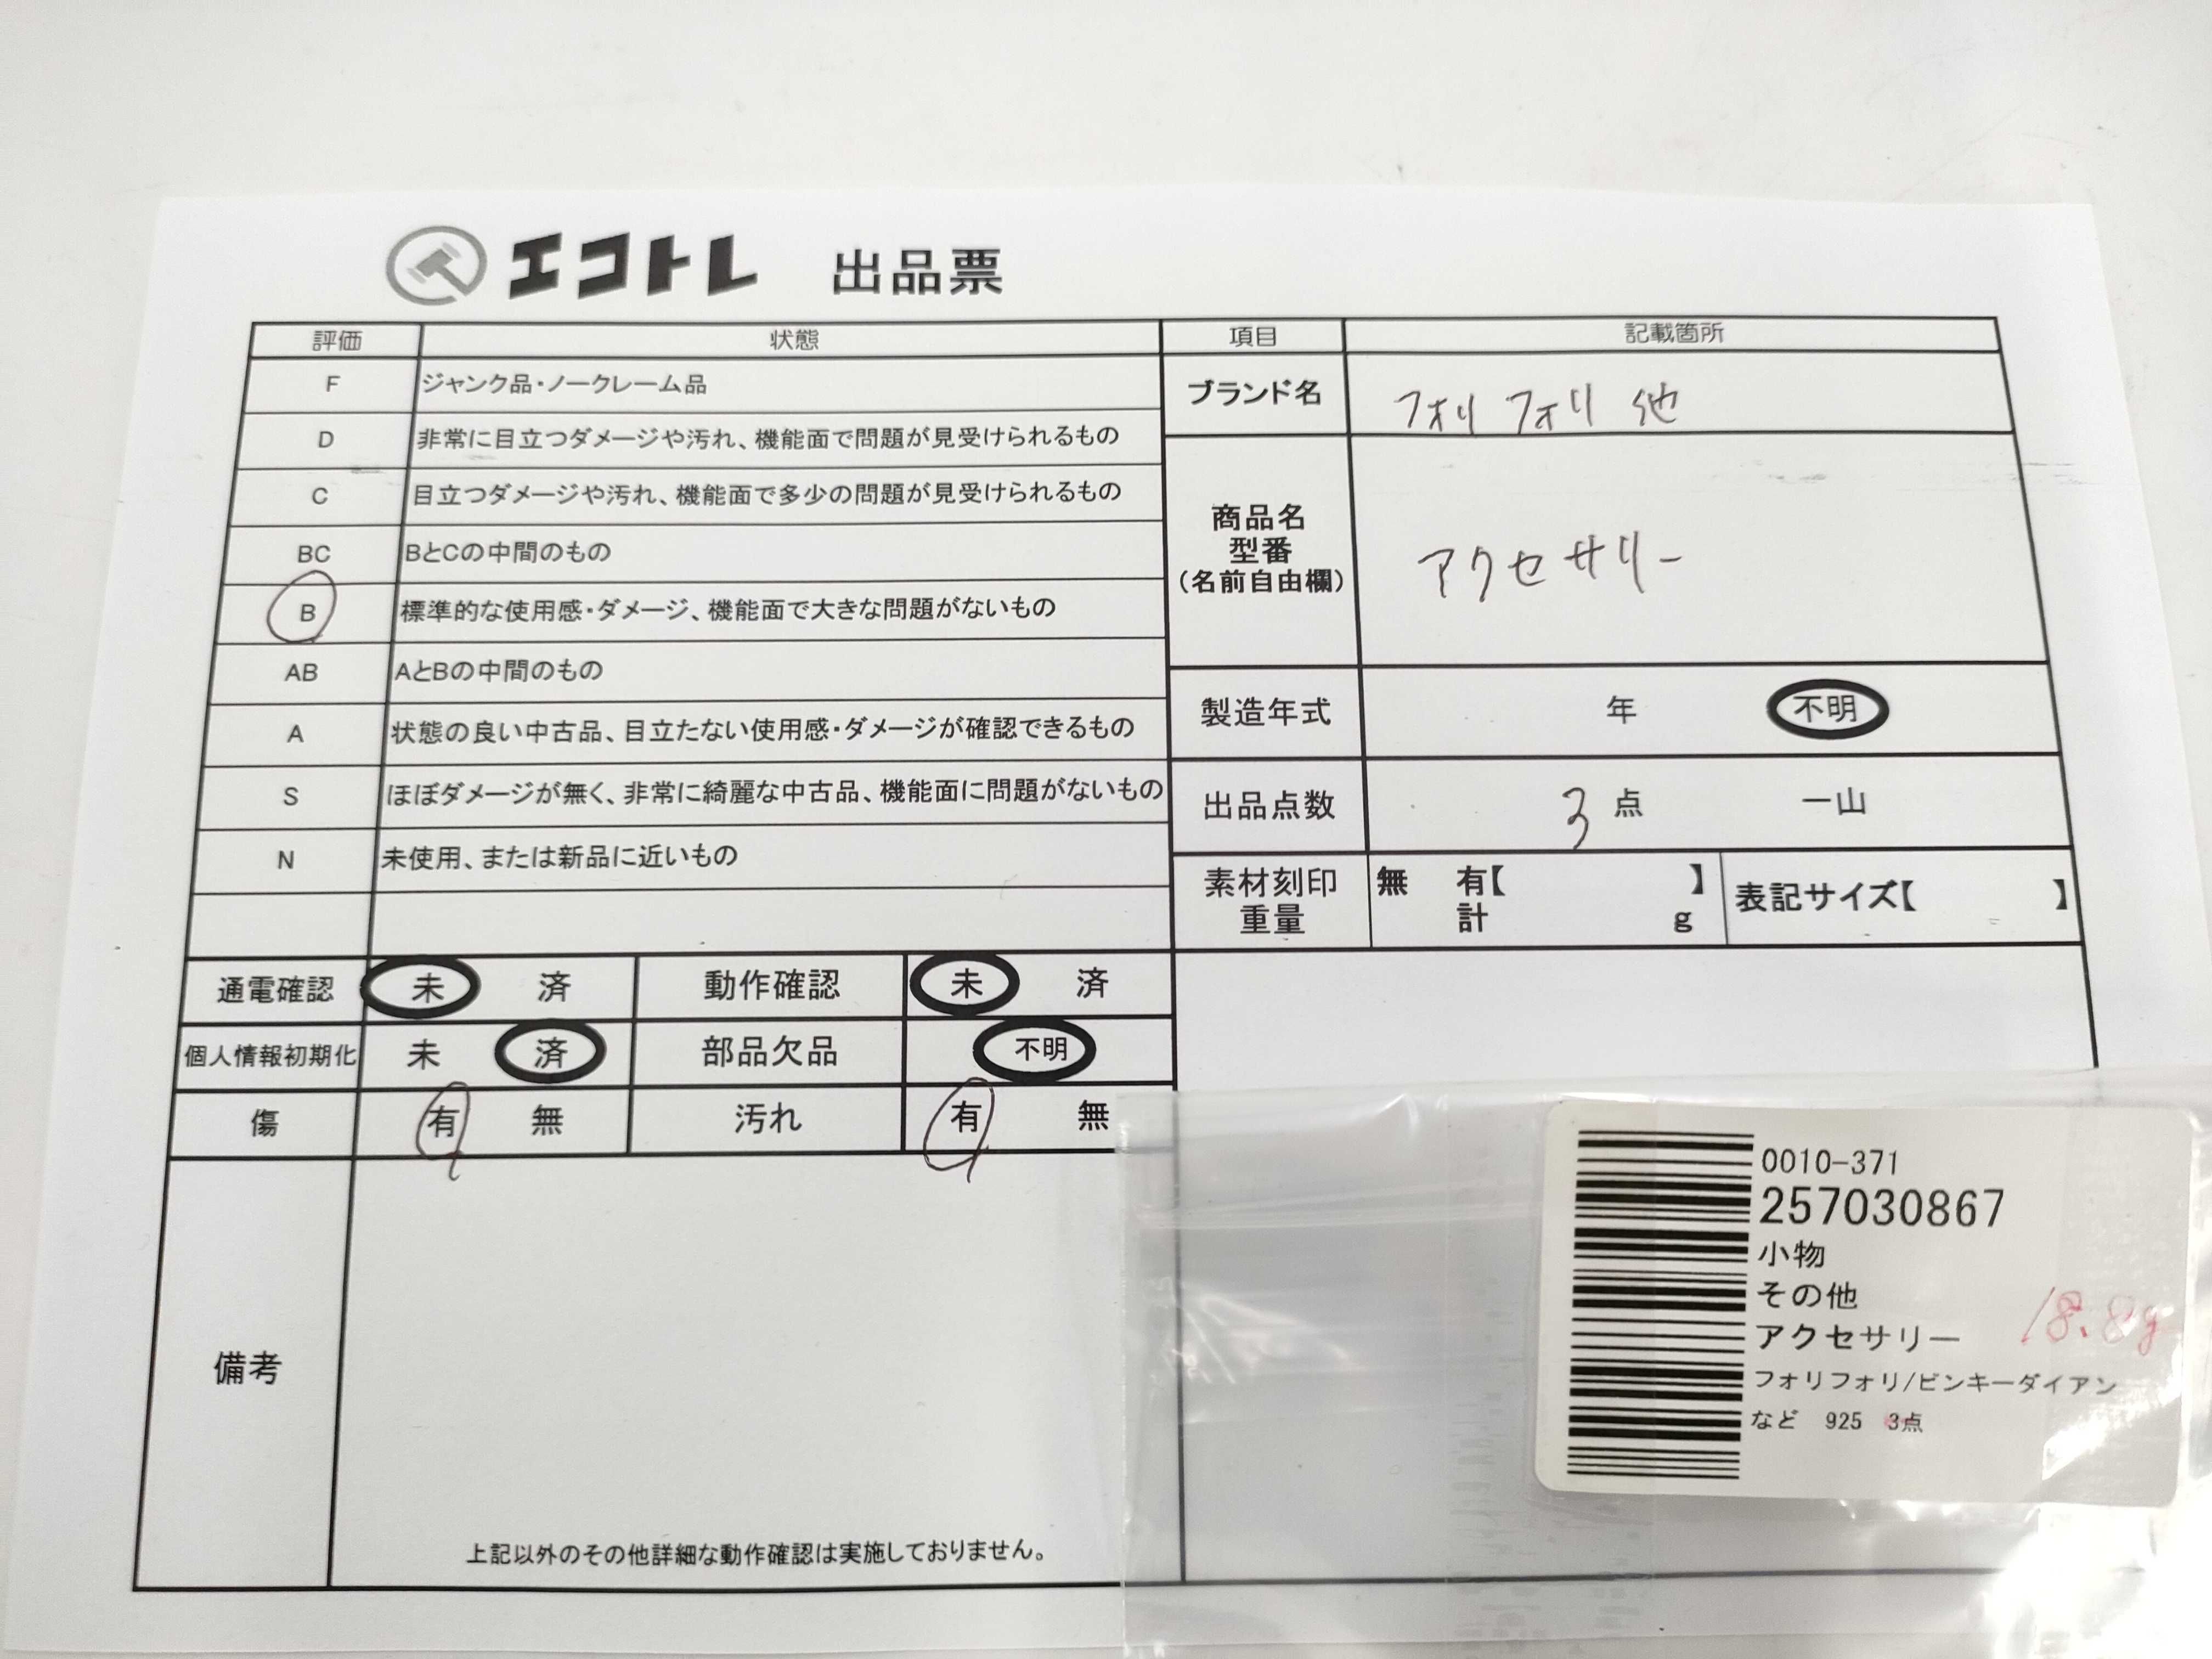 エコトレ 出品票
評価 状態
F ジャンク品・ノークレーム品
D 非常に目立つダメージや汚れ、機能面で問題が見受けられるもの
C 目立つダメージや汚れ、機能面で多少の問題が見受けられるもの
BC BとCの中間のもの
B 標準的な使用感・ダメージ、機能面で大きな問題がないもの
AB AとBの中間のもの
A 状態の良い中古品、目立たない使用感・ダメージが確認できるもの
S ほぼダメージが無く、非常に綺麗な中古品、機能面に問題がないもの
N 未使用、または新品に近いもの
通電確認 未 済 動作確認 未 済
個人情報初期化 未 済 部品欠品 不明
傷 有 無 汚れ 有 無
備考
上記以外のその他詳細な動作確認は実施しておりません。
項目 記載箇所
ブランド名 フォリフォリ 他
商品名
型番
(名前自由欄)
アクセサリー
製造年式 年 不明
出品点数 3 点 一山
素材刻印 無 有【 】
重量 計 g
表記サイズ【 】
0010-371
257030867
小物
その他
アクセサリー
18.8g
フォリフォリ/ビンキーダイアン
など 925 3点